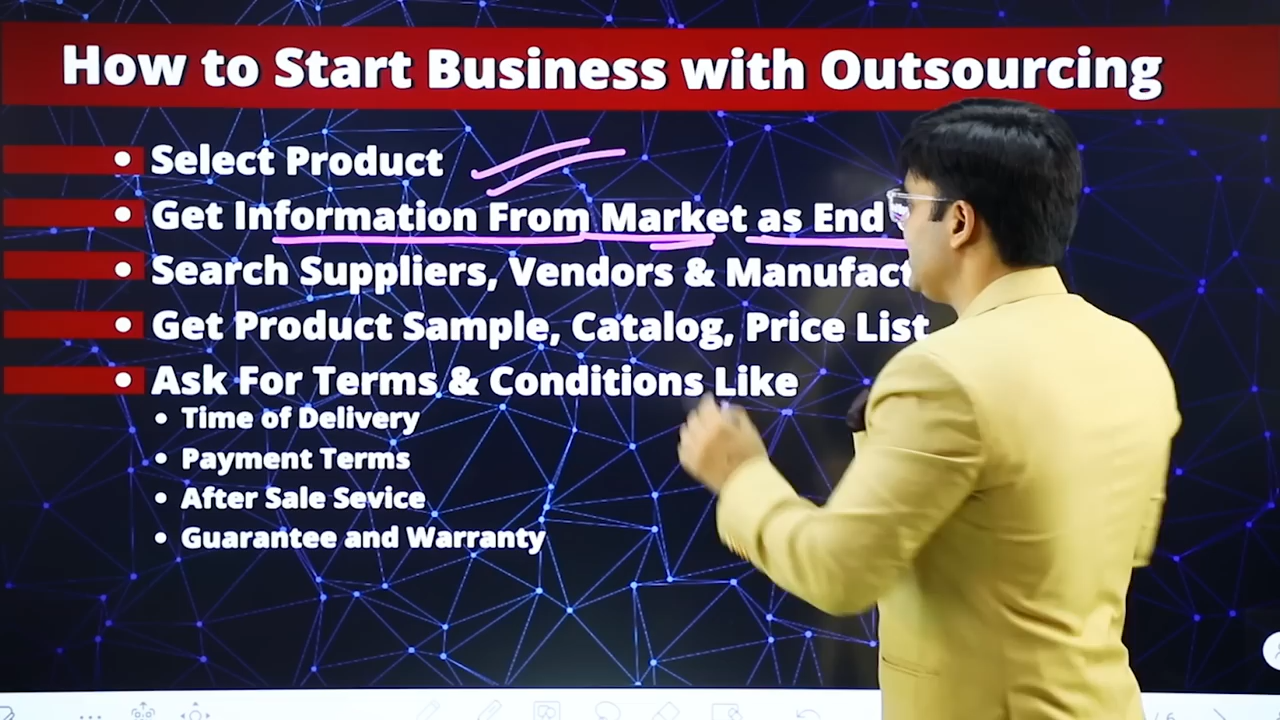 How to Start Business with Outsourcing
• Select Product
• Get Information From Market as End
• Search Suppliers, Vendors &
• Get Product Sample, Catalog, Price List
• Ask For Terms & Conditions Like
• Time of Delivery
• Payment Terms
• After Sale Sevice
• Guarantee and Warranty